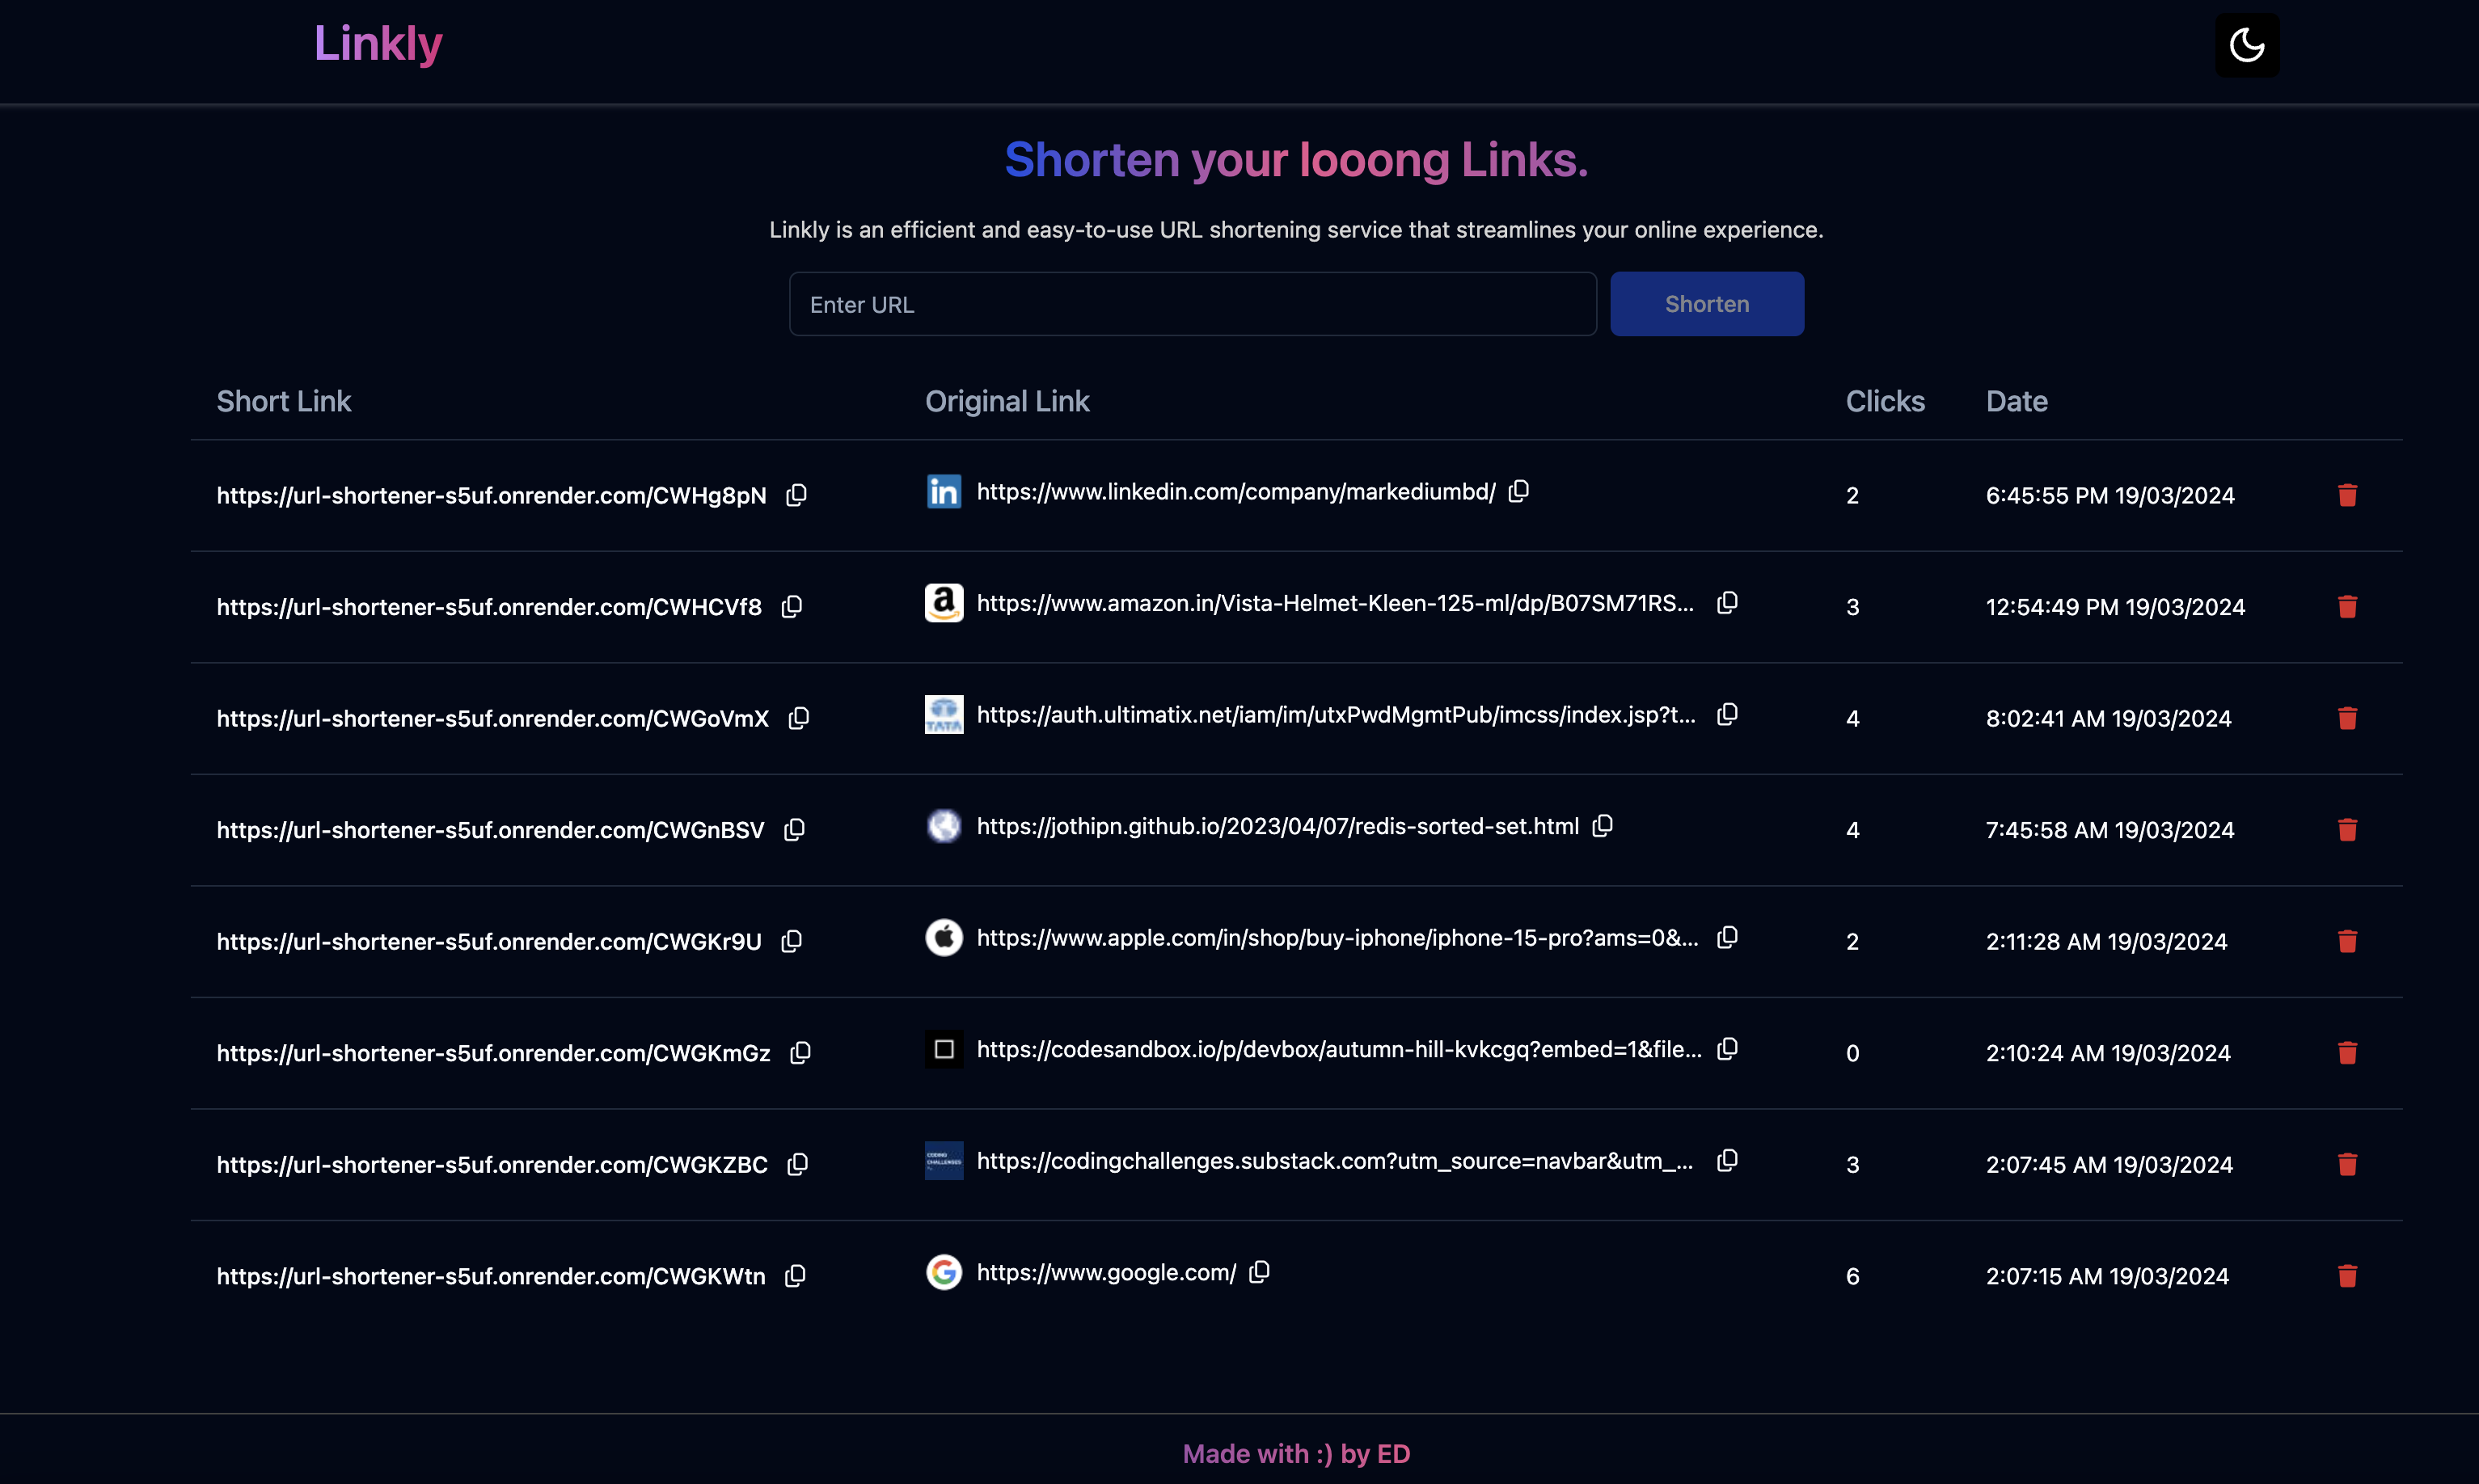 Linkly
Shorten your looong Links.
Linkly is an efficient and easy-to-use URL shortening service that streamlines your online experience.
Enter URL Shorten
Short Link Original Link Clicks Date
https://url-shortener-s5uf.onrender.com/CWHg8pN https://www.linkedin.com/company/markediumbd/ 2 6:45:55 PM 19/03/2024
https://url-shortener-s5uf.onrender.com/CWHCVf8 https://www.amazon.in/Vista-Helmet-Kleen-125-ml/dp/B07SM71RS... 3 12:54:49 PM 19/03/2024
https://url-shortener-s5uf.onrender.com/CWGoVmX TATA https://auth.ultimatix.net/iam/im/utxPwdMgmtPub/imcss/index.jsp?t... 4 8:02:41 AM 19/03/2024
https://url-shortener-s5uf.onrender.com/CWGnBSV https://jothipn.github.io/2023/04/07/redis-sorted-set.html 4 7:45:58 AM 19/03/2024
https://url-shortener-s5uf.onrender.com/CWGKr9U https://www.apple.com/in/shop/buy-iphone/iphone-15-pro?ams=0&... 2 2:11:28 AM 19/03/2024
https://url-shortener-s5uf.onrender.com/CWGKmGz https://codesandbox.io/p/devbox/autumn-hill-kvkcgq?embed=1&file... 0 2:10:24 AM 19/03/2024
https://url-shortener-s5uf.onrender.com/CWGKZBC CODING CHALLENGES https://codingchallenges.substack.com?utm_source=navbar&utm_... 3 2:07:45 AM 19/03/2024
https://url-shortener-s5uf.onrender.com/CWGKWtn https://www.google.com/ 6 2:07:15 AM 19/03/2024
Made with :) by ED